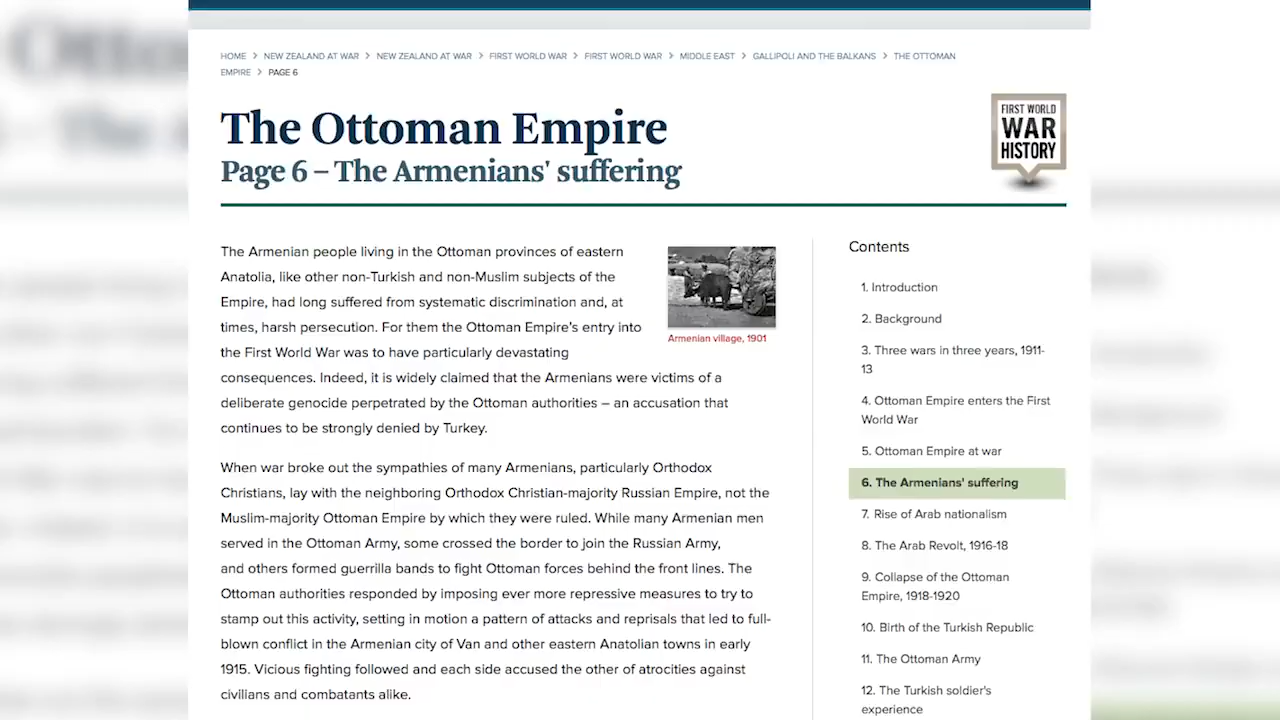 HOME > NEW ZEALAND AT WAR > NEW ZEALAND AT WAR > FIRST WORLD WAR > FIRST WORLD WAR > MIDDLE EAST > GALLIPOLI AND THE BALKANS > THE OTTOMAN
EMPIRE > PAGE 6
The Ottoman Empire
Page 6 – The Armenians' suffering
FIRST WORLD
WAR
HISTORY
The Armenian people living in the Ottoman provinces of eastern
Anatolia, like other non-Turkish and non-Muslim subjects of the
Empire, had long suffered from systematic discrimination and, at
times, harsh persecution. For them the Ottoman Empire's entry into
the First World War was to have particularly devastating
consequences. Indeed, it is widely claimed that the Armenians were victims of a
deliberate genocide perpetrated by the Ottoman authorities – an accusation that
continues to be strongly denied by Turkey.
Armenian village, 1901
When war broke out the sympathies of many Armenians, particularly Orthodox
Christians, lay with the neighboring Orthodox Christian-majority Russian Empire, not the
Muslim-majority Ottoman Empire by which they were ruled. While many Armenian men
served in the Ottoman Army, some crossed the border to join the Russian Army,
and others formed guerrilla bands to fight Ottoman forces behind the front lines. The
Ottoman authorities responded by imposing ever more repressive measures to try to
stamp out this activity, setting in motion a pattern of attacks and reprisals that led to full-
blown conflict in the Armenian city of Van and other eastern Anatolian towns in early
1915. Vicious fighting followed and each side accused the other of atrocities against
civilians and combatants alike.
Contents
1. Introduction
2. Background
3. Three wars in three years, 1911-
13
4. Ottoman Empire enters the First
World War
5. Ottoman Empire at war
6. The Armenians' suffering
7. Rise of Arab nationalism
8. The Arab Revolt, 1916-18
9. Collapse of the Ottoman
Empire, 1918-1920
10. Birth of the Turkish Republic
11. The Ottoman Army
12. The Turkish soldier's
experience